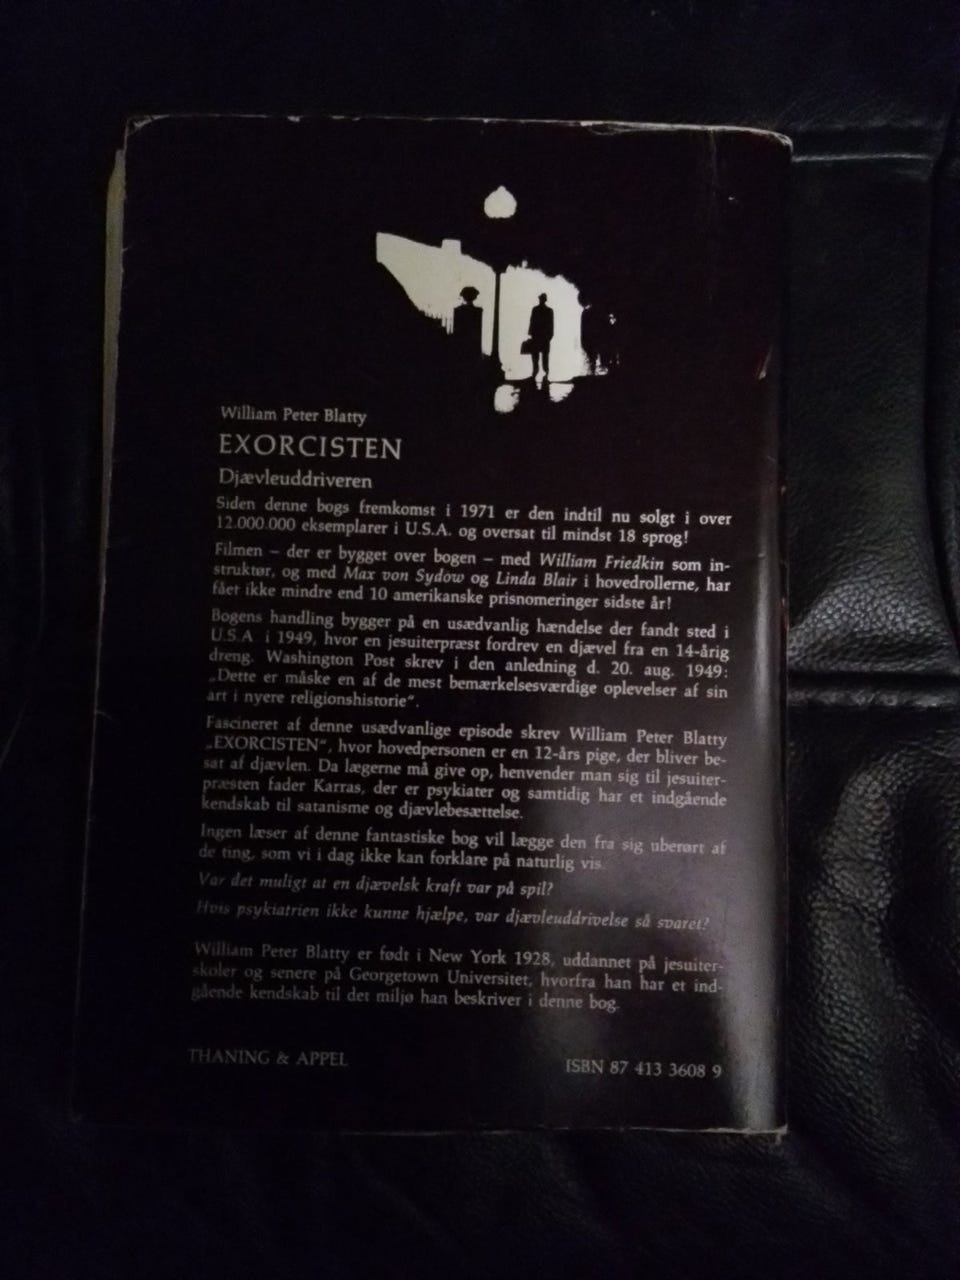 William Peter Blatty
EXORCISTEN
Djævleuddriveren
Siden denne bogs fremkomst i 1971 er den indtil nu solgt i over
12.000.000 eksemplarer i U.S.A. og oversat til mindst 18 sprog!
Filmen – der er bygget over bogen – med William Friedkin som in-
struktør, og med Max von Sydow og Linda Blair i hovedrollerne, har
fået ikke mindre end 10 amerikanske prisnomeringer sidste år!
Bogens handling bygger på en usædvanlig hændelse der fandt sted i
U.S.A i 1949, hvor en jesuiterpræst fordrev en djævel fra en 14-årig
dreng. Washington Post skrev i den anledning d. 20. aug. 1949:
„Dette er måske en af de mest bemærkelsesværdige oplevelser af sin
art i nyere religionshistorie“.
Fascineret af denne usædvanlige episode skrev William Peter Blatty
„EXORCISTEN“, hvor hovedpersonen er en 12-års pige, der bliver be-
sat af djævlen. Da lægerne må give op, henvender man sig til jesuiter-
præsten fader Karras, der er psykiater og samtidig har et indgående
kendskab til satanisme og djævlebesættelse.
Ingen læser af denne fantastiske bog vil lægge den fra sig uberørt af
de ting, som vi i dag ikke kan forklare på naturlig vis.
Var det muligt at en djævelsk kraft var på spil?
Hvis psykiatrien ikke kunne hjælpe, var djævleuddrivelse så svaret?
William Peter Blatty er født i New York 1928, uddannet på jesuiter-
skoler og senere på Georgetown Universitet, hvorfra han har et ind-
gående kendskab til det miljø han beskriver i denne bog.
THANING & APPEL
ISBN 87 413 3608 9